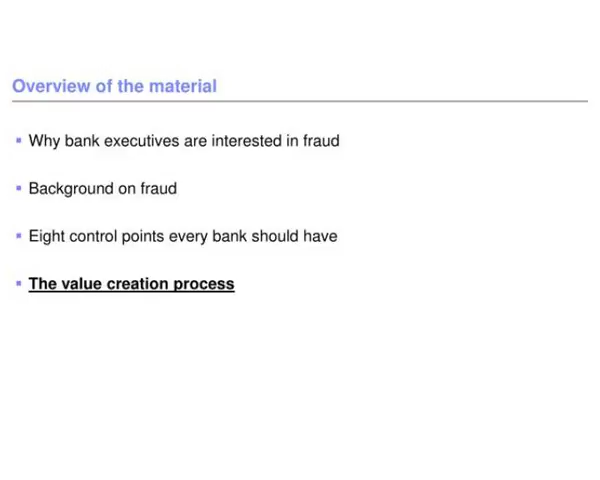 Overview of the material
Why bank executives are interested in fraud
Background on fraud
Eight control points every bank should have
The value creation process